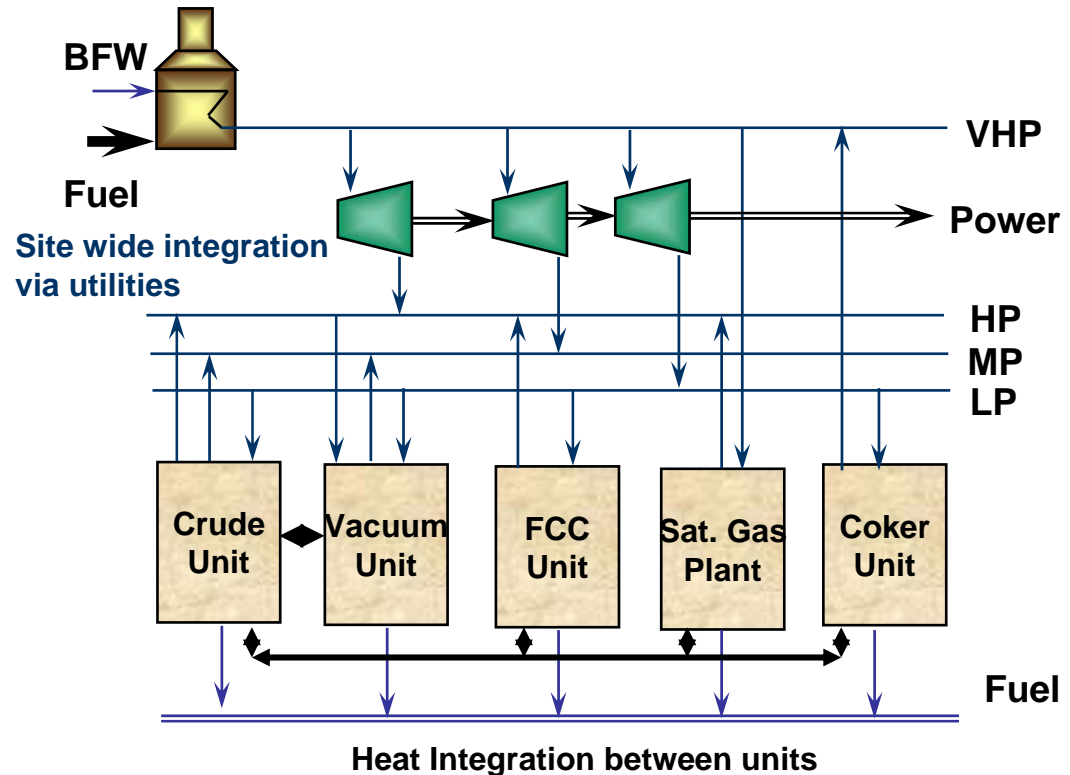 BFW
VHP
Fuel
Power
Site wide integration
via utilities
HP
MP
LP
Crude
Unit
Vacuum
Unit
FCC
Unit
Sat. Gas
Plant
Coker
Unit
Fuel
Heat Integration between units